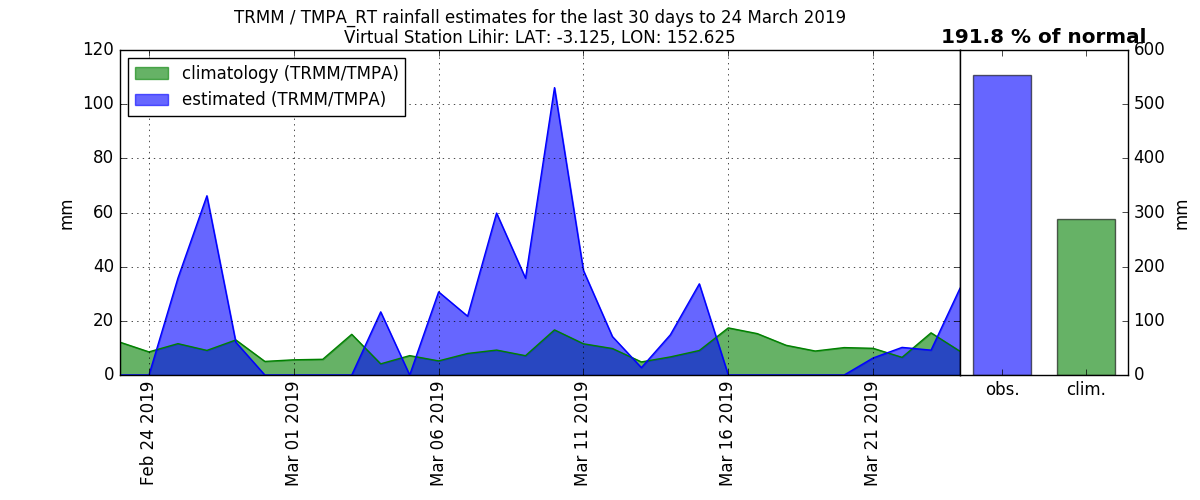 TRMM / TMPA_RT rainfall estimates for the last 30 days to 24 March 2019
Virtual Station Lihir: LAT: -3.125, LON: 152.625
191.8 % of normal
climatology (TRMM/TMPA)
estimated (TRMM/TMPA)
mm
120
100
80
60
40
20
0
Feb 24 2019
Mar 01 2019
Mar 06 2019
Mar 11 2019
Mar 16 2019
Mar 21 2019
600
500
400
300
200
100
0
mm
obs.
clim.